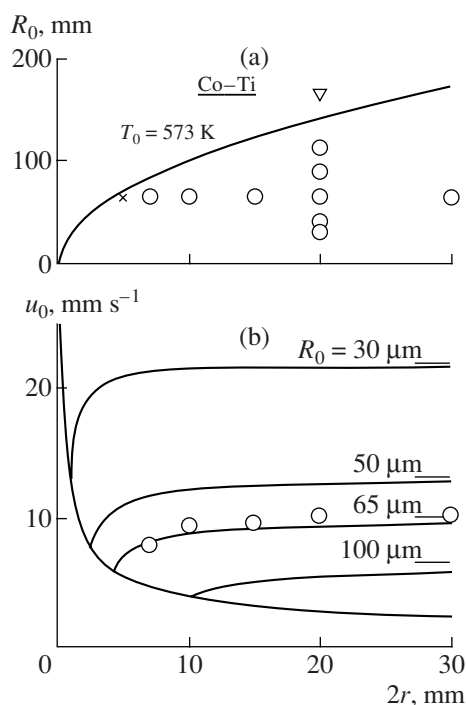 R₀, mm
200
(a)
Co–Ti
T₀ = 573 K
100
0
u₀, mm s⁻¹
(b)
R₀ = 30 μm
20
50 μm
65 μm
10
100 μm
0
10
20
30
2r, mm